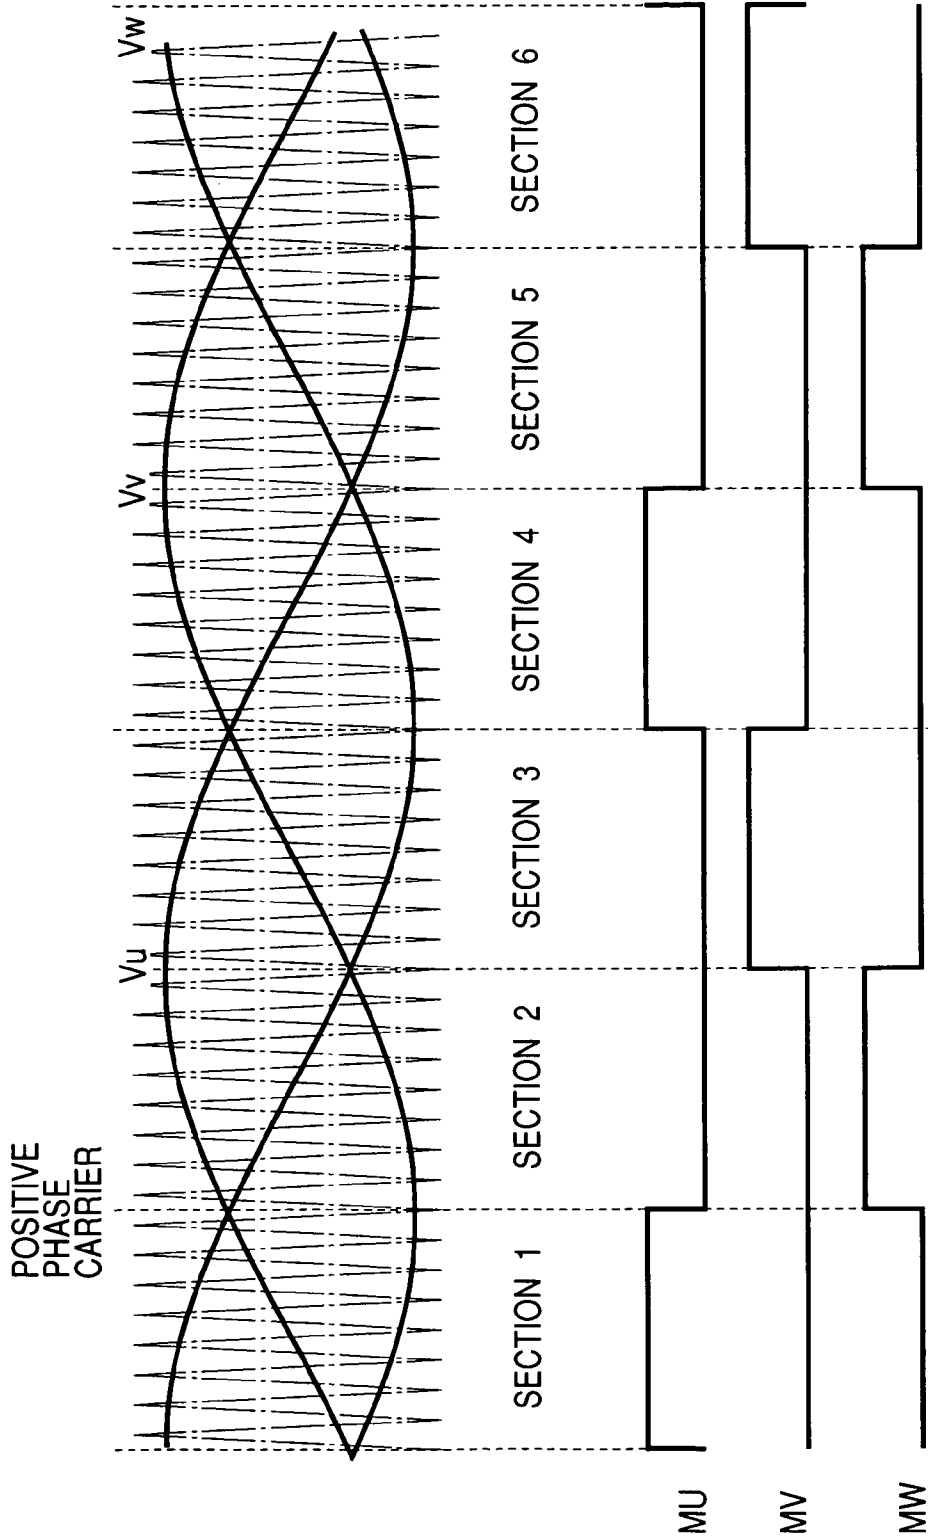 POSITIVE
PHASE
CARRIER
Vu
Vv
Vw
SECTION 1
SECTION 2
SECTION 3
SECTION 4
SECTION 5
SECTION 6
MU
MV
MW